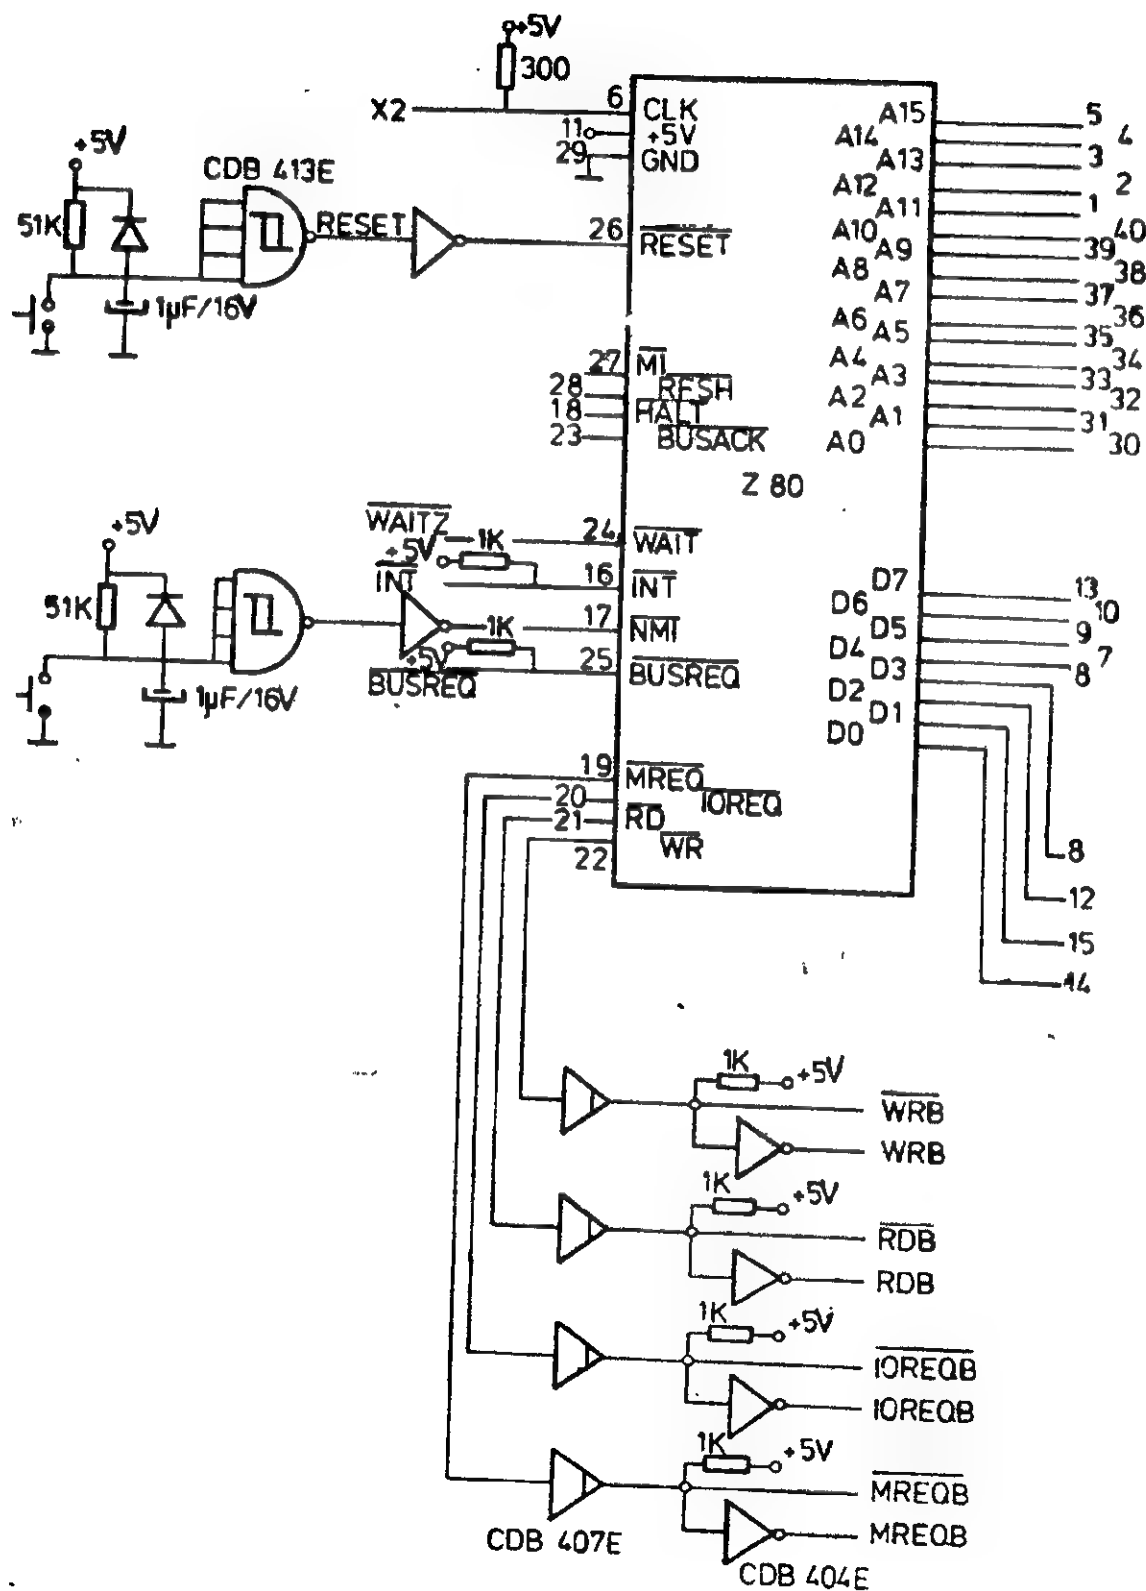 +5V
300
X2
6
CLK
11
+5V
29
GND
+5V
CDB 413E
51K
RESET
26
RESET
1µF/16V
27
MI
28
RFSH
18
HALT
23
BUSACK
Z 80
A15
5
A14
4
A13
3
A12
2
A11
1
A10
40
A9
39
A8
38
A7
37
A6
36
A5
35
A4
34
A3
33
A2
32
A1
31
A0
30
+5V
51K
1µF/16V
WAITZ
24
WAIT
+5V
1K
INT
16
INT
17
NMI
1K
+5V
25
BUSREQ
BUSREQ
D7
13
D6
10
D5
9
D4
7
D3
8
D2
D1
D0
19
MREQ
20
IOREQ
21
RD
22
WR
8
12
15
14
1K
+5V
WRB
WRB
1K
+5V
RDB
RDB
1K
+5V
IOREQB
IOREQB
1K
+5V
MREQB
MREQB
CDB 407E
CDB 404E